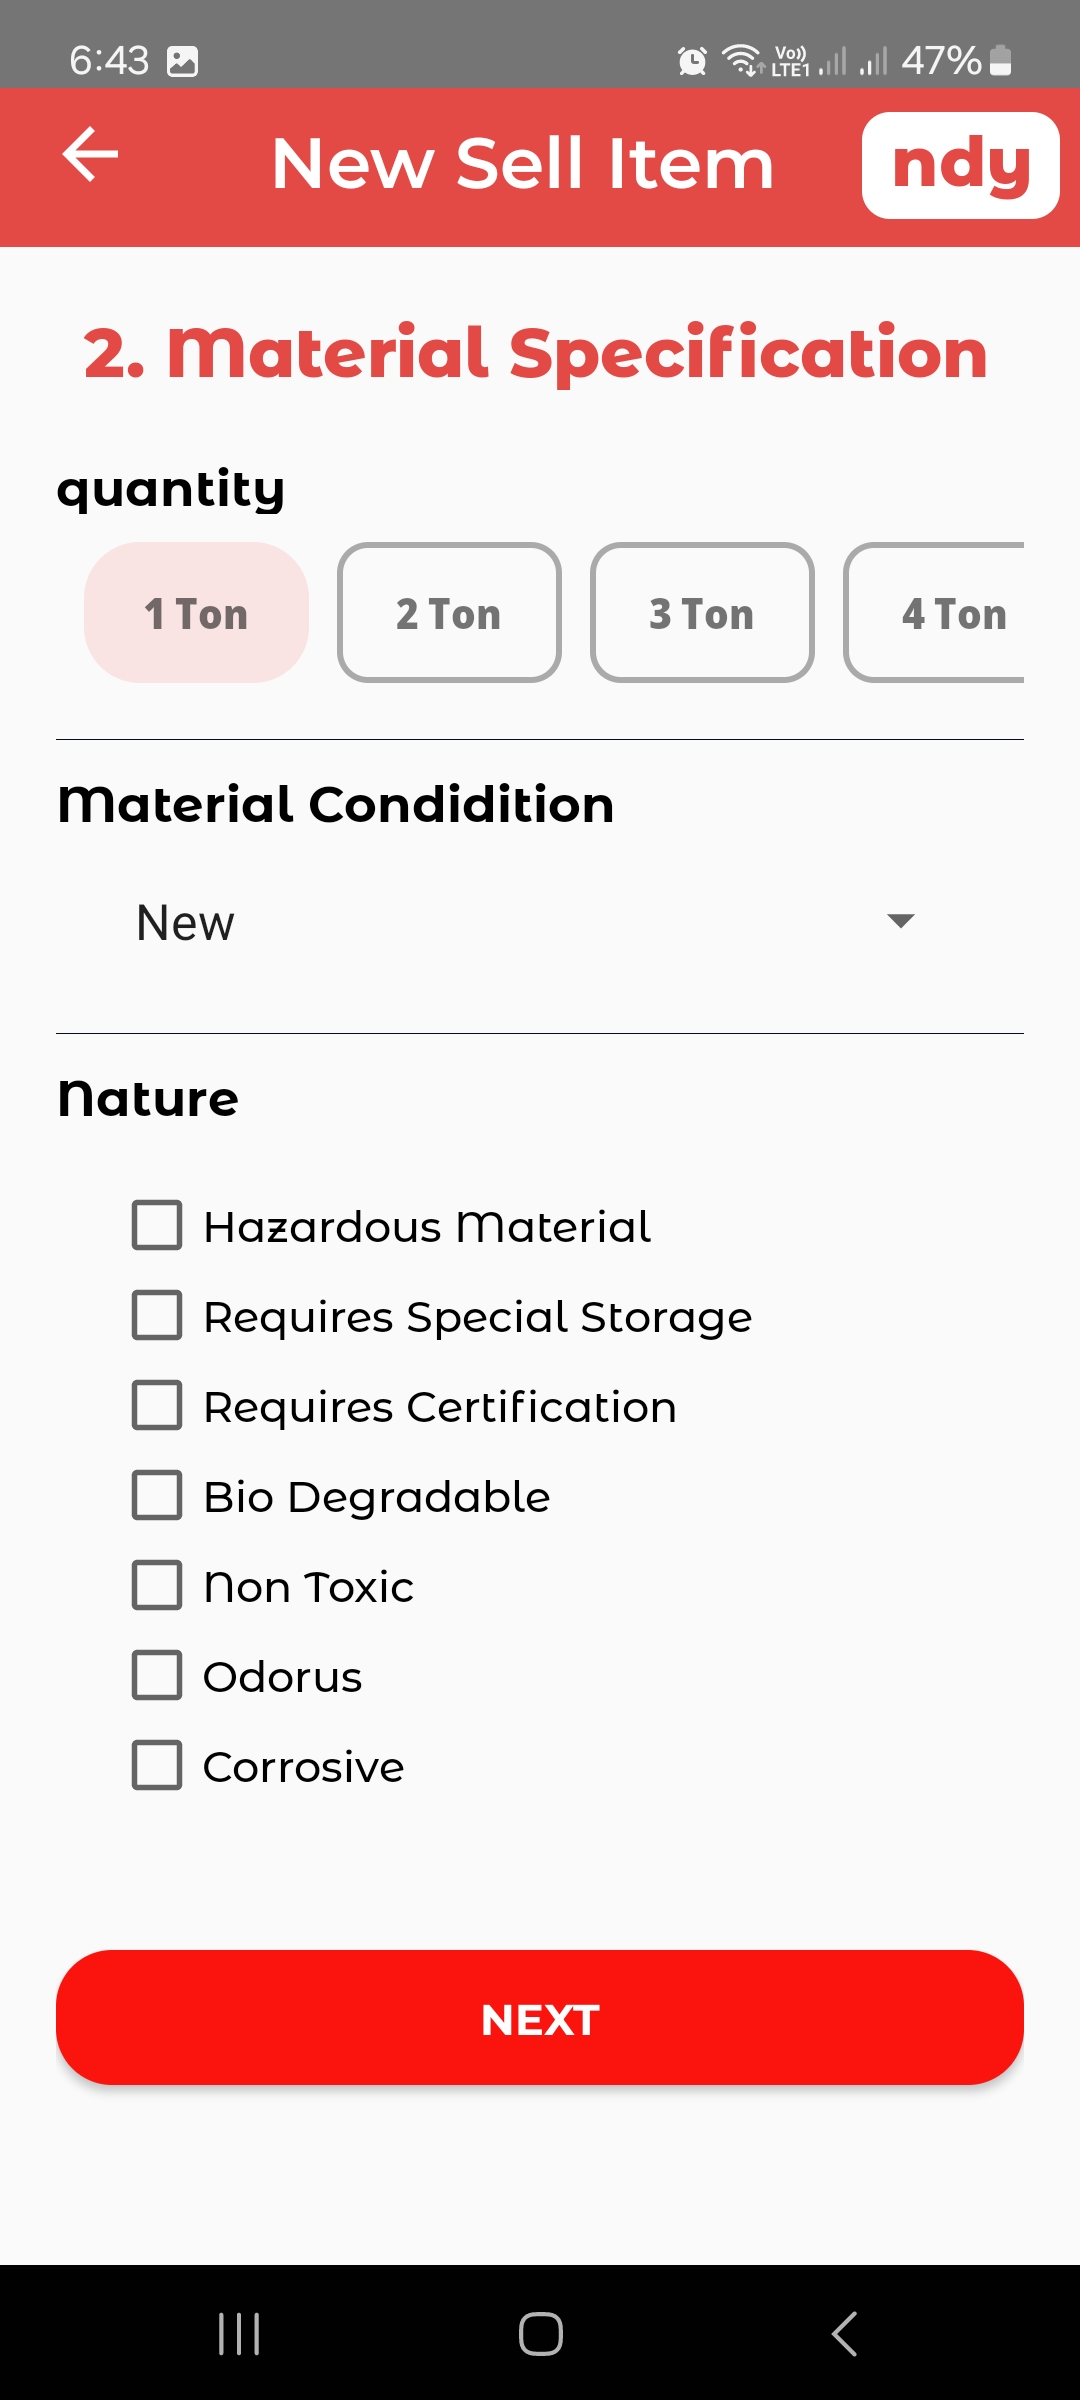 6:43 Vo)) LTE1 47%
New Sell Item ndy
2. Material Specification
quantity
1 Ton 2 Ton 3 Ton 4 Ton
Material Condidition
New
Nature
Hazardous Material
Requires Special Storage
Requires Certification
Bio Degradable
Non Toxic
Odorus
Corrosive
NEXT